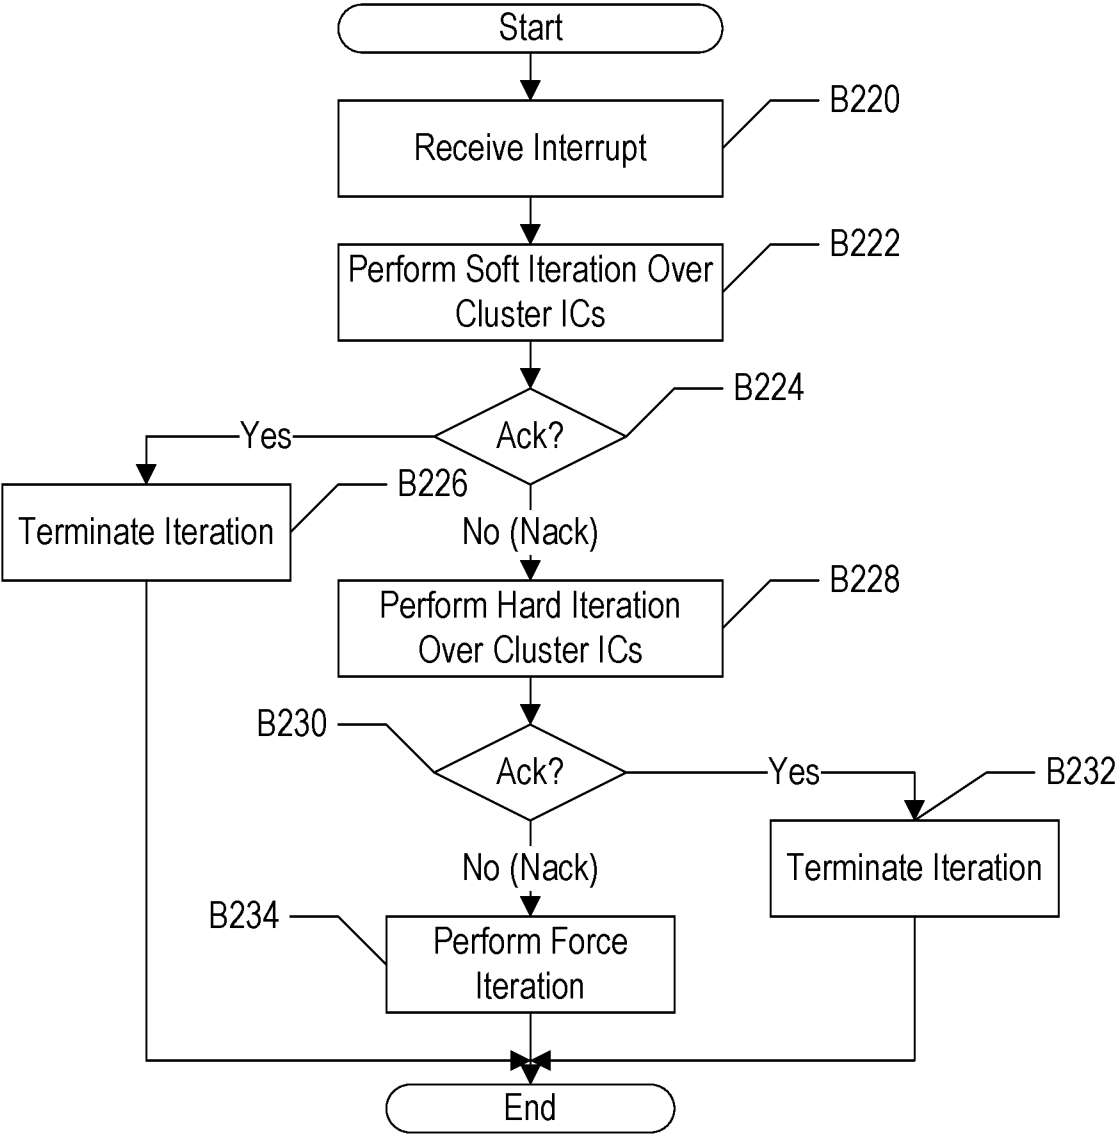 Start
B220
Receive Interrupt
B222
Perform Soft Iteration Over
Cluster ICs
B224
Ack?
Yes
B226
Terminate Iteration
No (Nack)
B228
Perform Hard Iteration
Over Cluster ICs
B230
Ack?
Yes
B232
Terminate Iteration
No (Nack)
B234
Perform Force
Iteration
End